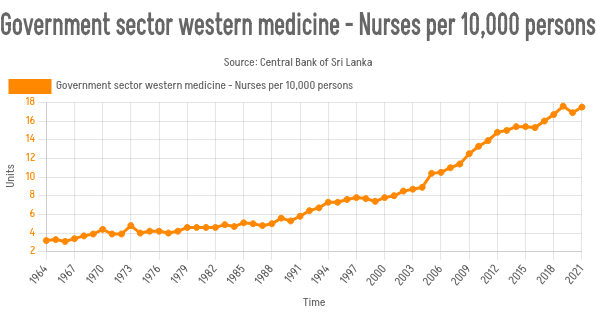 Government sector western medicine - Nurses per 10,000 persons
Source: Central Bank of Sri Lanka
Government sector western medicine - Nurses per 10,000 persons
18
16
14
12
10
8
6
4
2
Units
1964 1967 1970 1973 1976 1979 1982 1985 1988 1991 1994 1997 2000 2003 2006 2009 2012 2015 2018 2021
Time